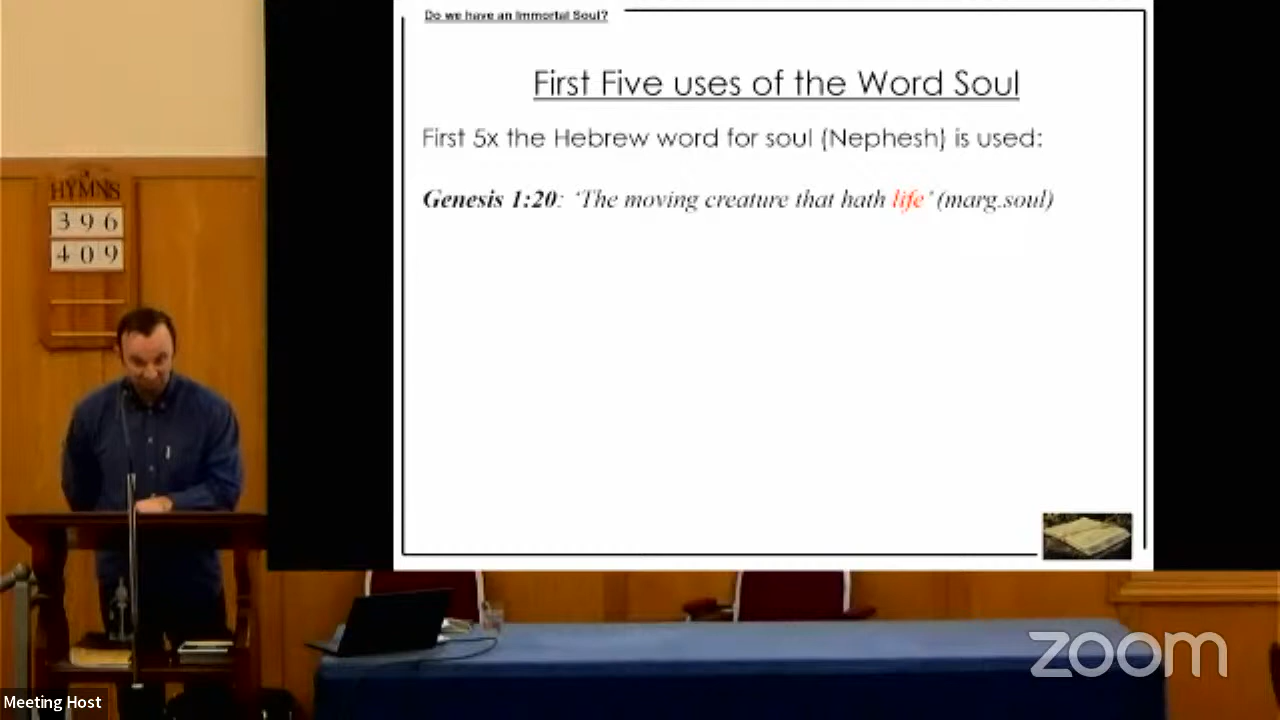 Do we have an Immortal Soul?
First Five uses of the Word Soul
First 5x the Hebrew word for soul (Nephesh) is used:
Genesis 1:20: ‘The moving creature that hath life’ (marg.soul)
HYMNS
396
409
zoom
Meeting Host